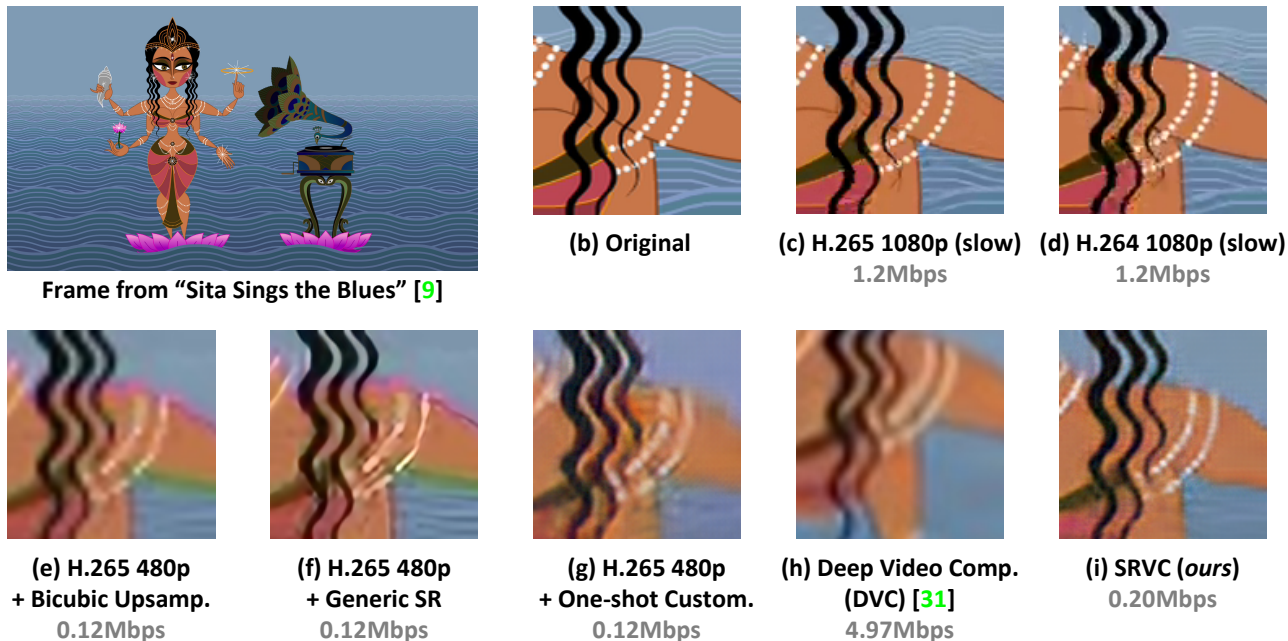 (b) Original
(c) H.265 1080p (slow)
1.2Mbps
(d) H.264 1080p (slow)
1.2Mbps
Frame from “Sita Sings the Blues” [9]
(e) H.265 480p
+ Bicubic Upsamp.
0.12Mbps
(f) H.265 480p
+ Generic SR
0.12Mbps
(g) H.265 480p
+ One-shot Custom.
0.12Mbps
(h) Deep Video Comp.
(DVC) [31]
4.97Mbps
(i) SRVC (ours)
0.20Mbps